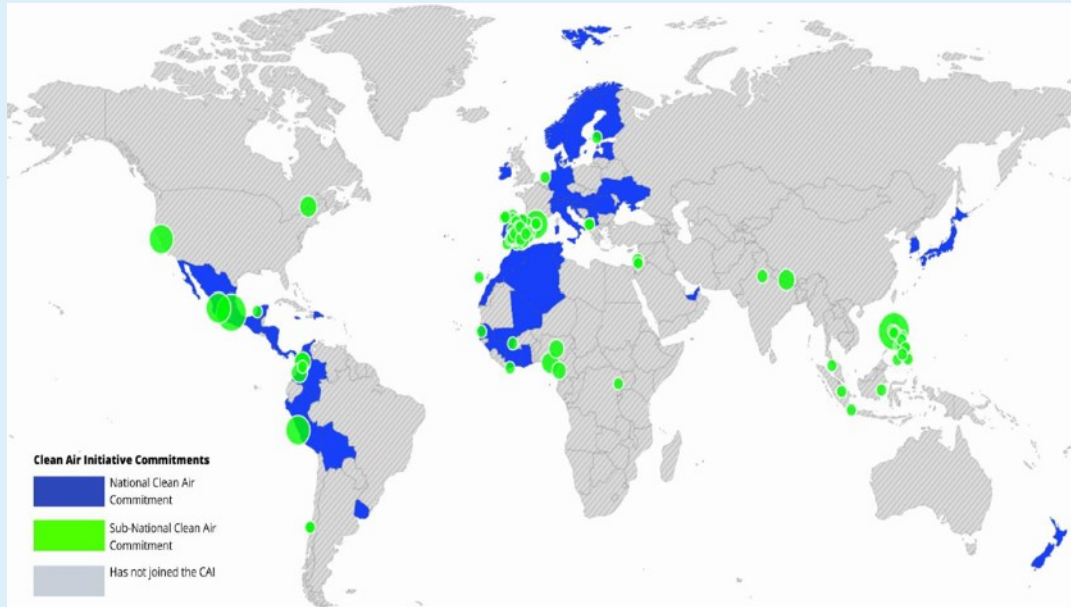 Clean Air Initiative Commitments
National Clean Air
Commitment
Sub-National Clean Air
Commitment
Has not joined the CAI